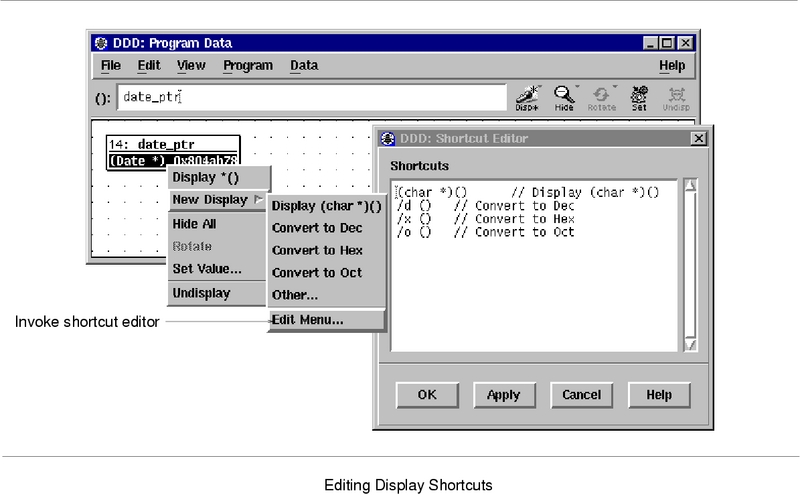 DDD: Program Data
File Edit View Program Data Help
(): date_ptr Disp* Hide Rotate Set Undisp
14: date_ptr
(Date *) 0x804ab78
Display *()
New Display
Hide All
Rotate
Set Value...
Undisplay
Display (char *)()
Convert to Dec
Convert to Hex
Convert to Oct
Other...
Edit Menu...
Invoke shortcut editor
DDD: Shortcut Editor
Shortcuts
(char *)() // Display (char *)()
/d () // Convert to Dec
/x () // Convert to Hex
/o () // Convert to Oct
OK Apply Cancel Help
Editing Display Shortcuts